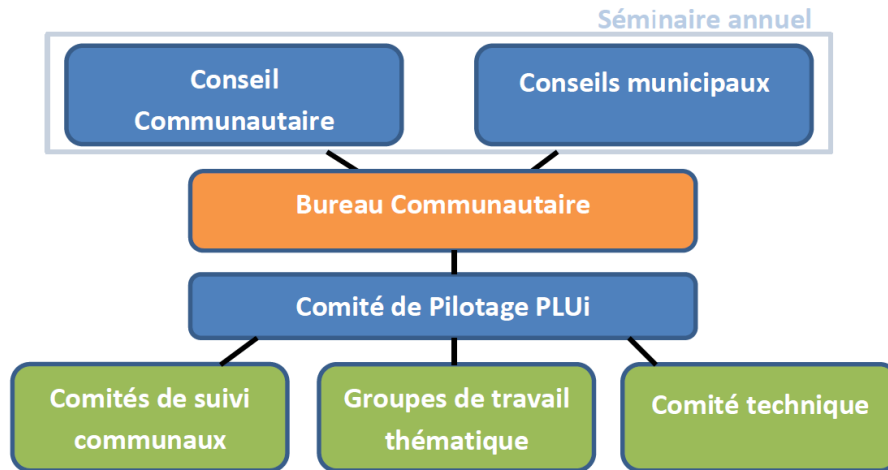 Séminaire annuel
Conseil
Communautaire
Conseils municipaux
Bureau Communautaire
Comité de Pilotage PLUi
Comités de suivi
communaux
Groupes de travail
thématique
Comité technique